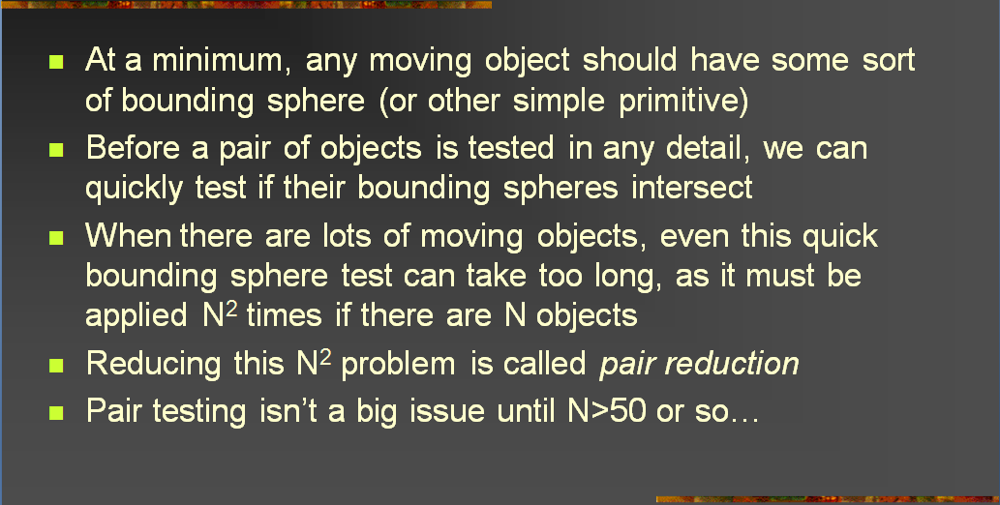 At a minimum, any moving object should have some sort
of bounding sphere (or other simple primitive)
Before a pair of objects is tested in any detail, we can
quickly test if their bounding spheres intersect
When there are lots of moving objects, even this quick
bounding sphere test can take too long, as it must be
applied N² times if there are N objects
Reducing this N² problem is called pair reduction
Pair testing isn’t a big issue until N>50 or so…